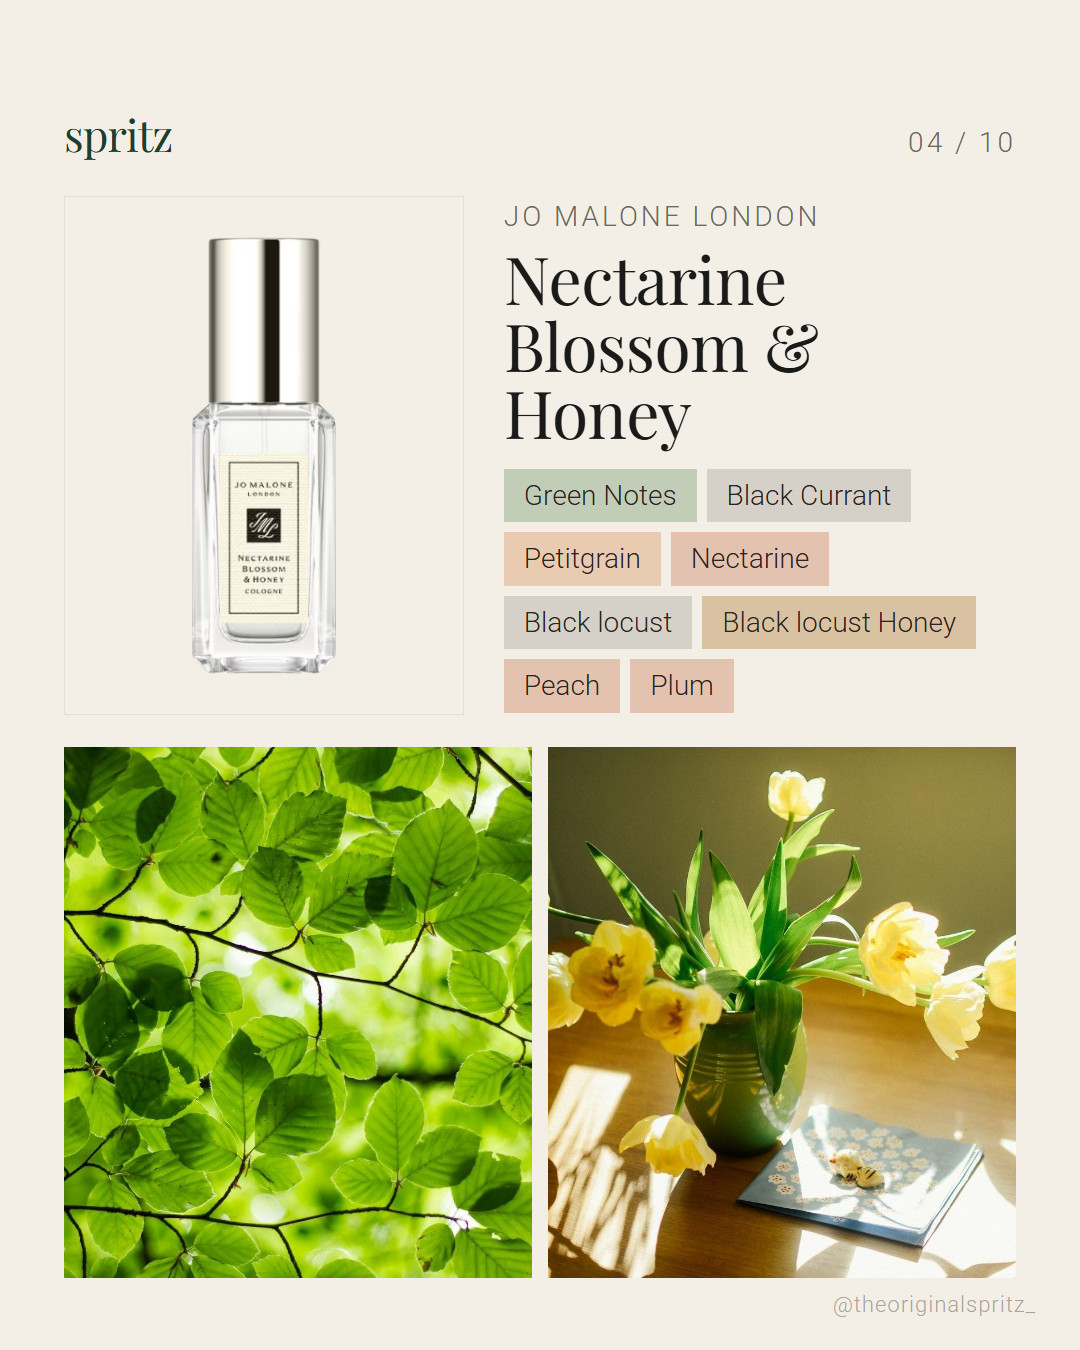 spritz
04 / 10
JO MALONE LONDON
Nectarine
Blossom &
Honey
Green Notes
Black Currant
Petitgrain
Nectarine
Black locust
Black locust Honey
Peach
Plum
JO MALONE
LONDON
JML
NECTARINE
BLOSSOM
& HONEY
COLOGNE
@theoriginalspritz_